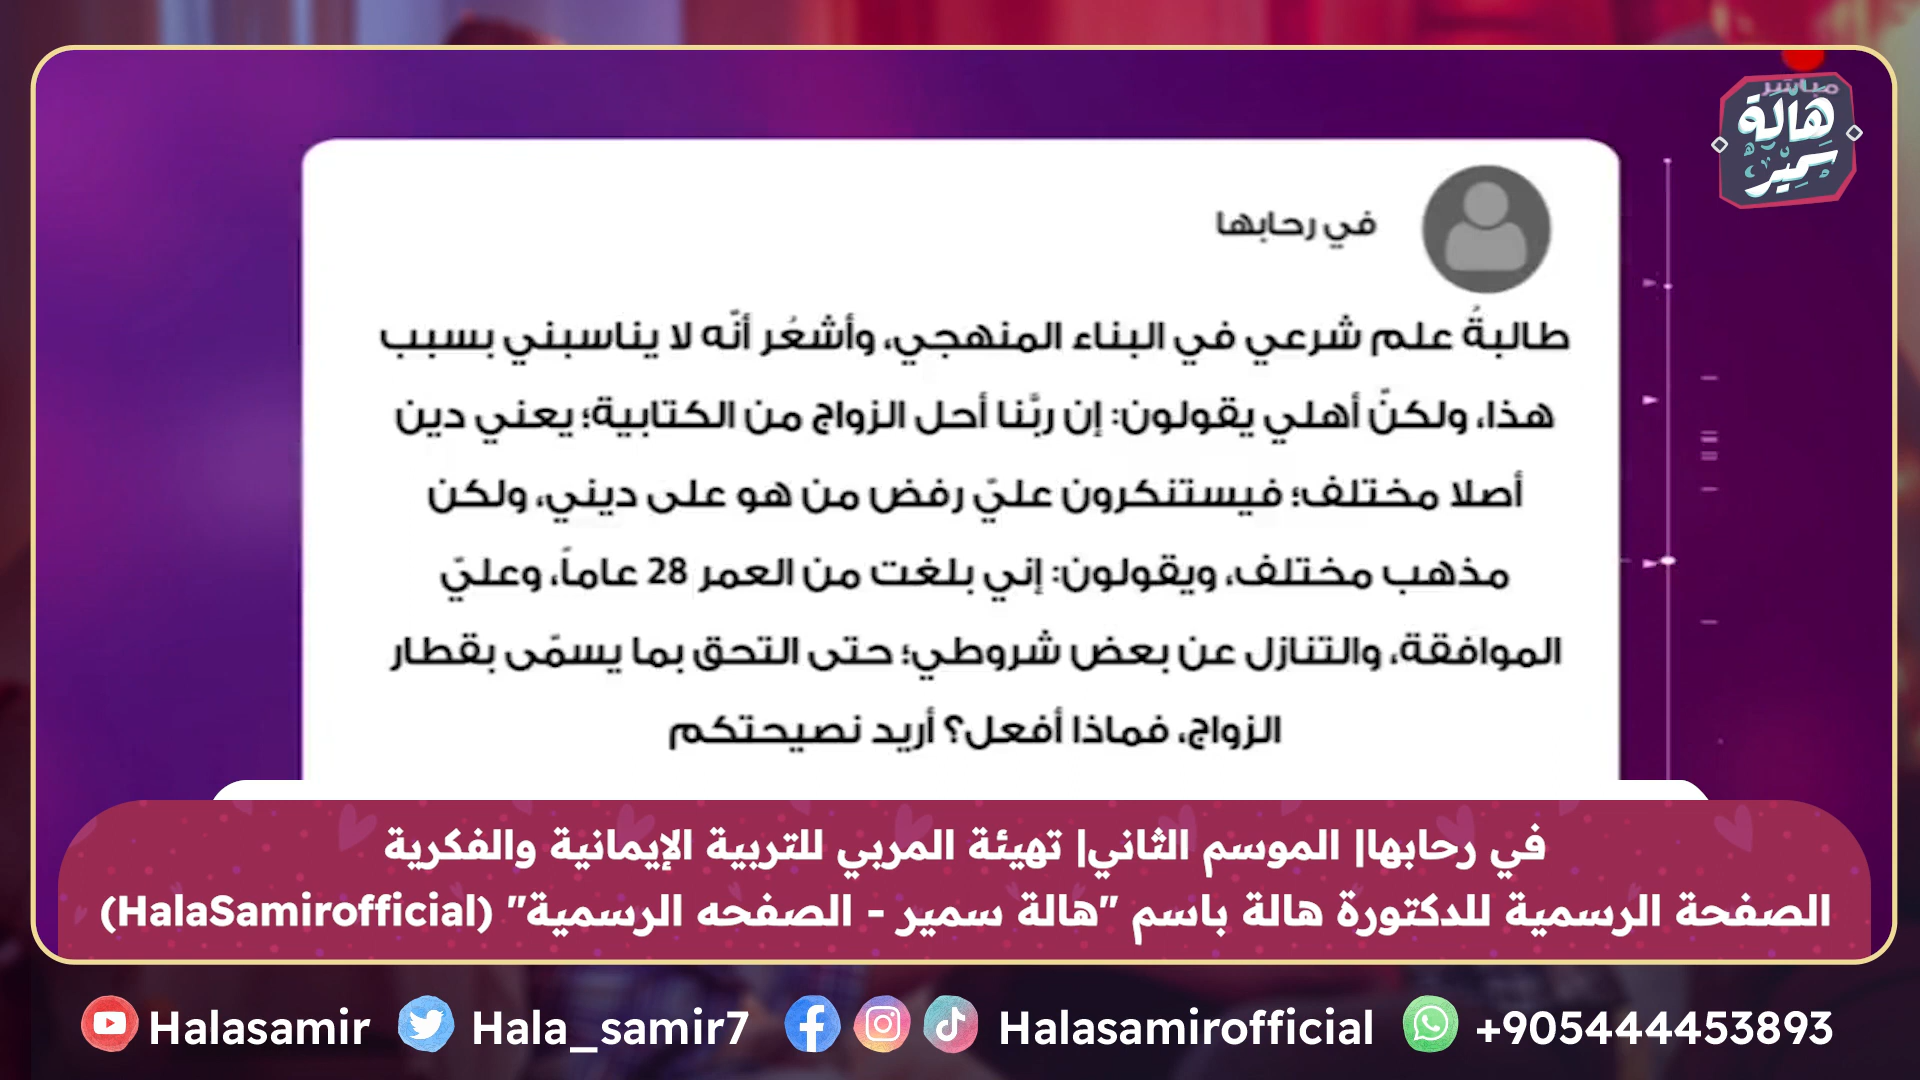 مباشر
هالة
سمير
في رحابها
طالبةُ علم شرعي في البناء المنهجي، وأشعُر أنّه لا يناسبني بسبب
هذا، ولكنّ أهلي يقولون: إن ربَّنا أحل الزواج من الكتابية؛ يعني دين
أصلا مختلف؛ فيستنكرون عليّ رفض من هو على ديني، ولكن
مذهب مختلف، ويقولون: إني بلغت من العمر 28 عاماً، وعليّ
الموافقة، والتنازل عن بعض شروطي؛ حتى التحق بما يسمّى بقطار
الزواج، فماذا أفعل؟ أريد نصيحتكم
في رحابها| الموسم الثاني| تهيئة المربي للتربية الإيمانية والفكرية
الصفحة الرسمية للدكتورة هالة باسم "هالة سمير - الصفحه الرسمية" (HalaSamirofficial)
Halasamir Hala_samir7 Halasamirofficial +905444453893